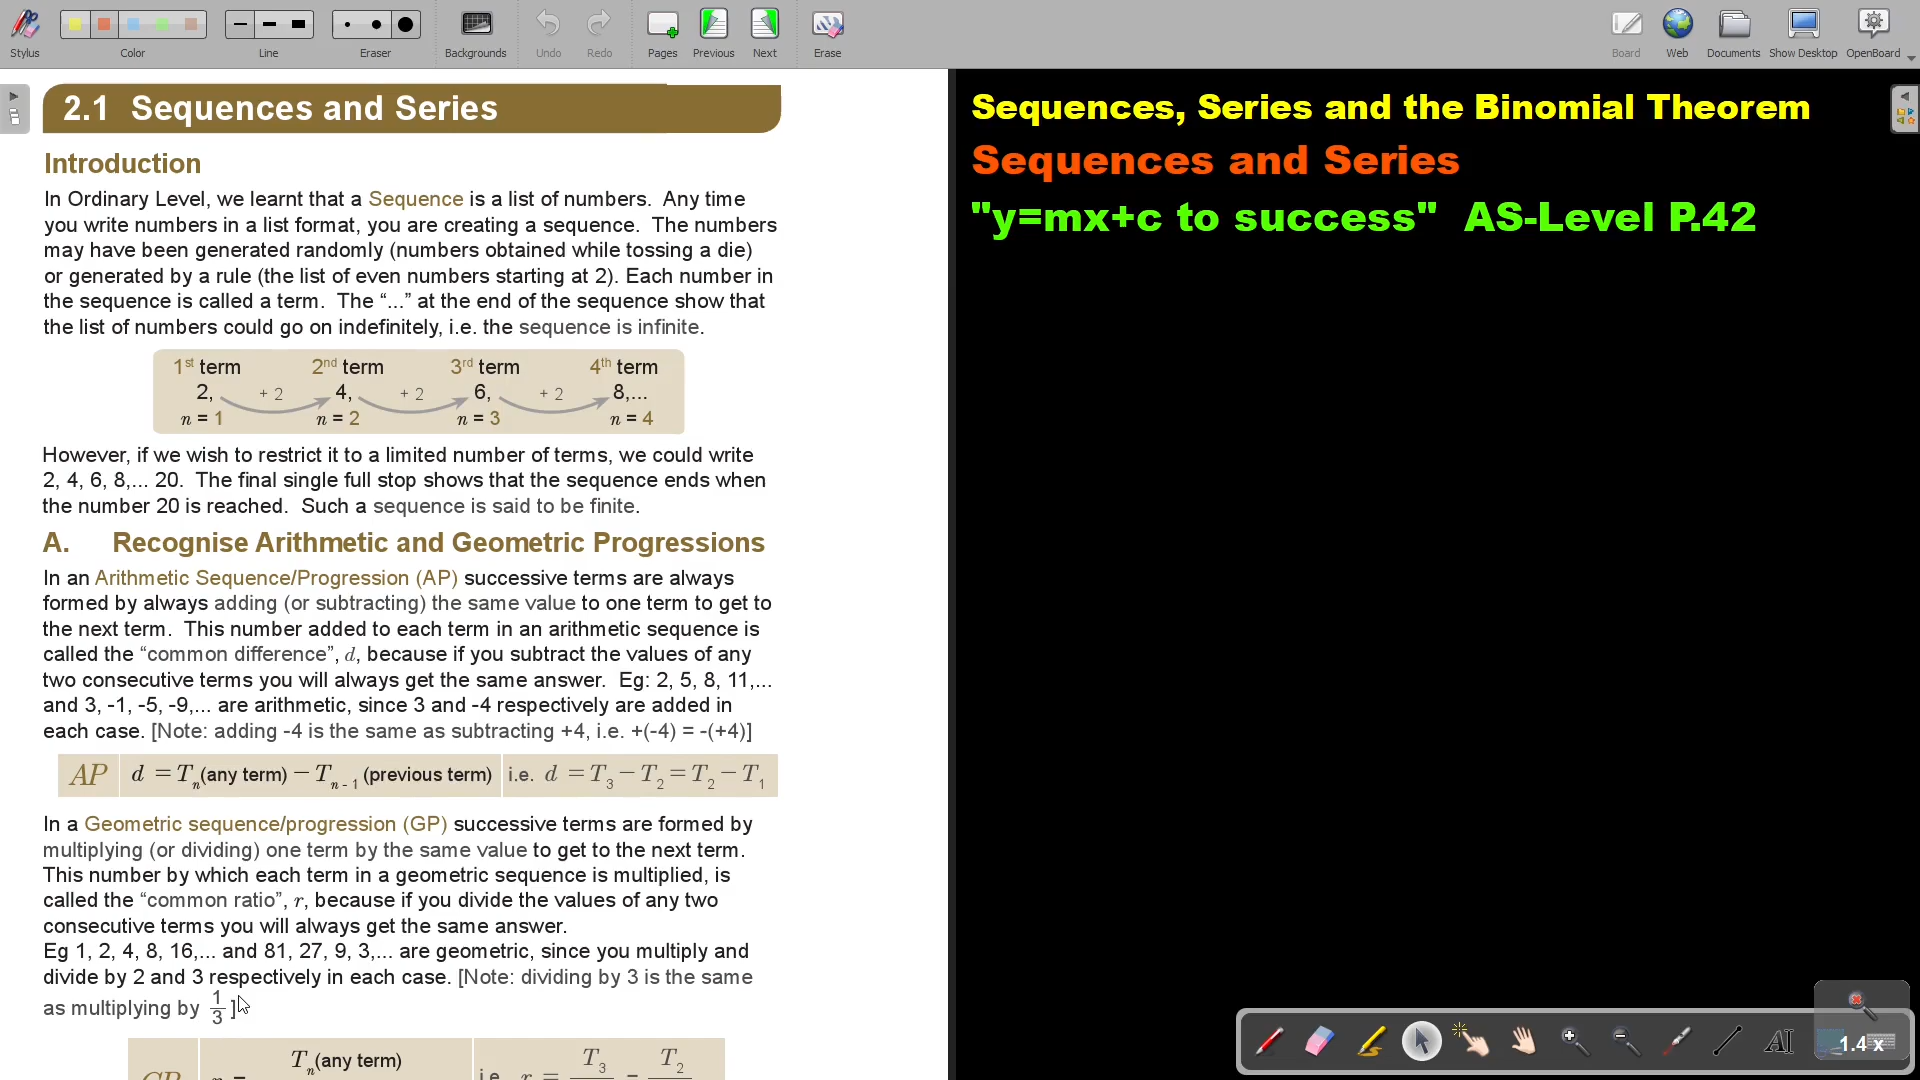 Stylus
Color
Line
Eraser
Backgrounds
Undo
Redo
Pages
Previous
Next
Erase
Board
Web
Documents
Show Desktop
OpenBoard
2.1 Sequences and Series
Introduction
In Ordinary Level, we learnt that a Sequence is a list of numbers. Any time
you write numbers in a list format, you are creating a sequence. The numbers
may have been generated randomly (numbers obtained while tossing a die)
or generated by a rule (the list of even numbers starting at 2). Each number in
the sequence is called a term. The “...” at the end of the sequence show that
the list of numbers could go on indefinitely, i.e. the sequence is infinite.
1st term 2nd term 3rd term 4th term
2, + 2 4, + 2 6, + 2 8,...
n = 1 n = 2 n = 3 n = 4
However, if we wish to restrict it to a limited number of terms, we could write
2, 4, 6, 8,... 20. The final single full stop shows that the sequence ends when
the number 20 is reached. Such a sequence is said to be finite.
A. Recognise Arithmetic and Geometric Progressions
In an Arithmetic Sequence/Progression (AP) successive terms are always
formed by always adding (or subtracting) the same value to one term to get to
the next term. This number added to each term in an arithmetic sequence is
called the “common difference”, d, because if you subtract the values of any
two consecutive terms you will always get the same answer. Eg: 2, 5, 8, 11,...
and 3, -1, -5, -9,... are arithmetic, since 3 and -4 respectively are added in
each case. [Note: adding -4 is the same as subtracting +4, i.e. +(-4) = -(+4)]
AP d = Tn(any term) − Tn - 1 (previous term) i.e. d = T3 − T2 = T2 − T1
In a Geometric sequence/progression (GP) successive terms are formed by
multiplying (or dividing) one term by the same value to get to the next term.
This number by which each term in a geometric sequence is multiplied, is
called the “common ratio”, r, because if you divide the values of any two
consecutive terms you will always get the same answer.
Eg 1, 2, 4, 8, 16,... and 81, 27, 9, 3,... are geometric, since you multiply and
divide by 2 and 3 respectively in each case. [Note: dividing by 3 is the same
as multiplying by 1/3 ]
Tn(any term) T3 T2
i.e. r = =
Sequences, Series and the Binomial Theorem
Sequences and Series
"y=mx+c to success" AS-Level P.42
AI
1.4 x